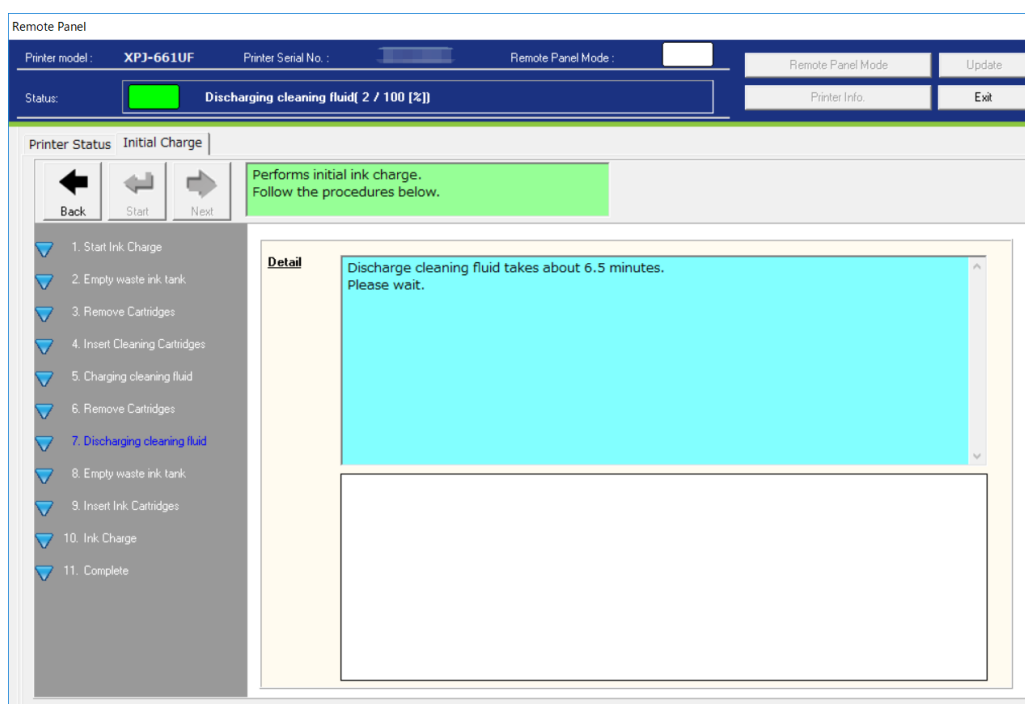 Remote Panel
Printer model : XPJ-661UF Printer Serial No. : Remote Panel Mode : Remote Panel Mode Update
Status: Discharging cleaning fluid( 2 / 100 [%]) Printer Info. Exit
Printer Status Initial Charge
Back Start Next
Performs initial ink charge.
Follow the procedures below.
1. Start Ink Charge
2. Empty waste ink tank
3. Remove Cartridges
4. Insert Cleaning Cartridges
5. Charging cleaning fluid
6. Remove Cartridges
7. Discharging cleaning fluid
8. Empty waste ink tank
9. Insert Ink Cartridges
10. Ink Charge
11. Complete
Detail
Discharge cleaning fluid takes about 6.5 minutes.
Please wait.